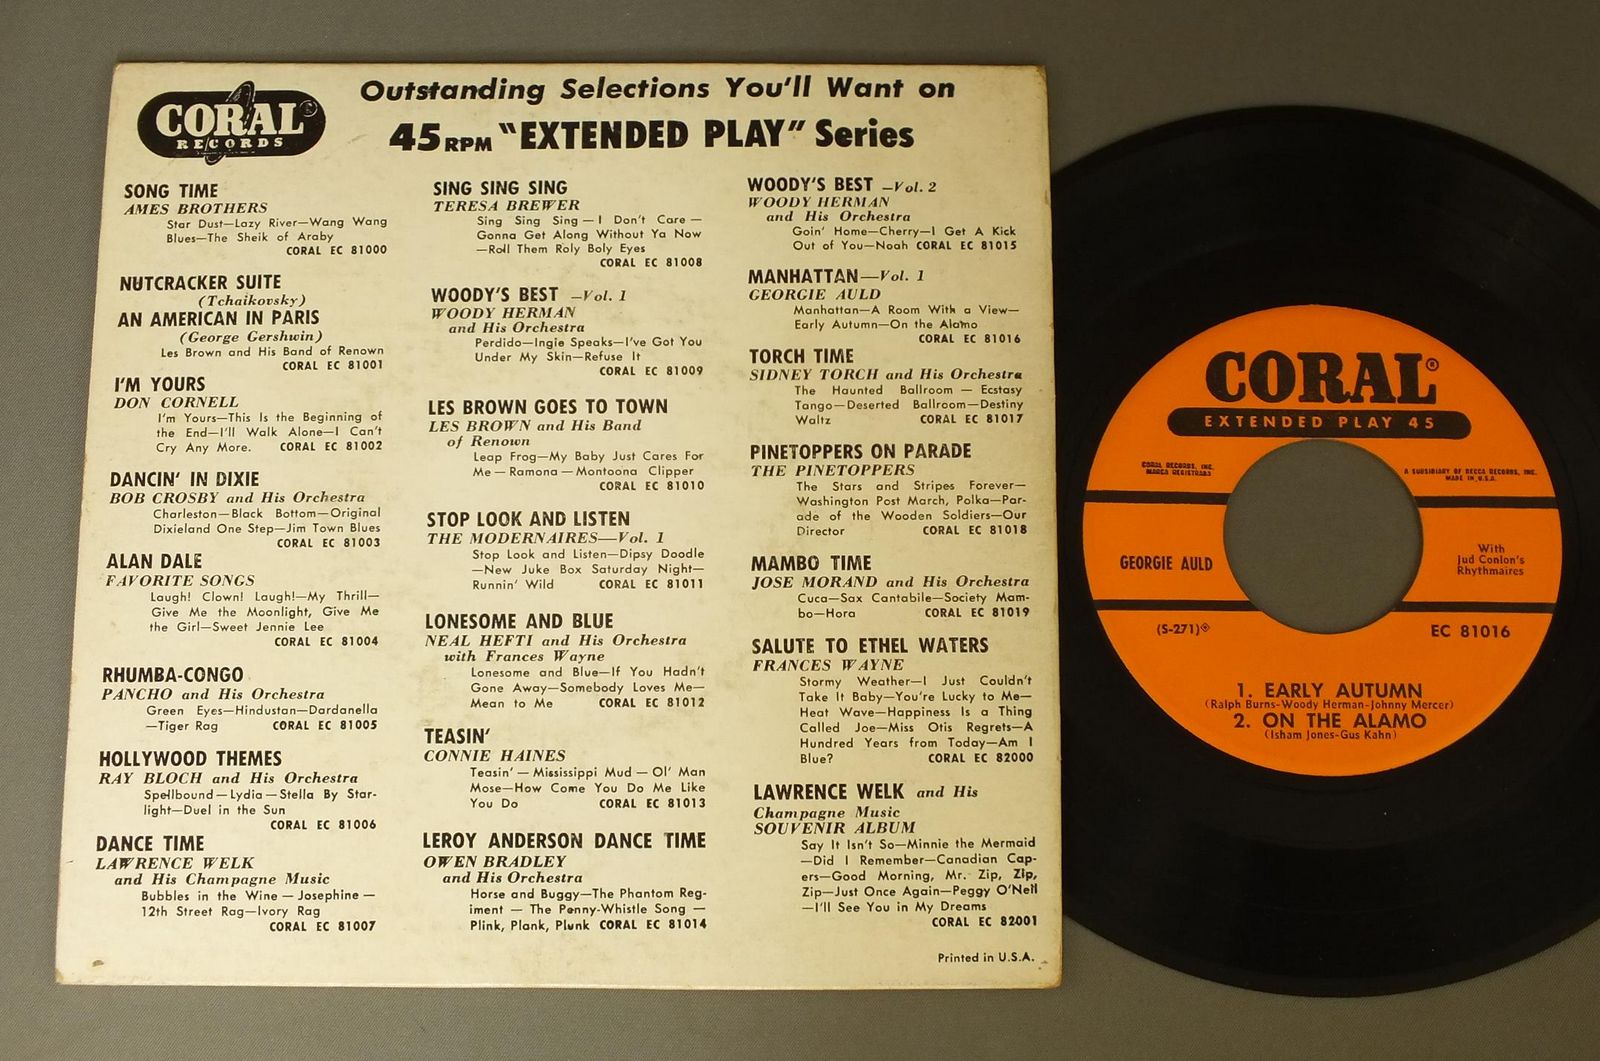 CORAL
RECORDS
Outstanding Selections You'll Want on
45 RPM "EXTENDED PLAY" Series
SONG TIME
AMES BROTHERS
Star Dust—Lazy River—Wang Wang
Blues—The Sheik of Araby
CORAL EC 81000
NUTCRACKER SUITE
(Tchaikovsky)
AN AMERICAN IN PARIS
(George Gershwin)
Les Brown and His Band of Renown
CORAL EC 81001
I'M YOURS
DON CORNELL
I'm Yours—This Is the Beginning of
the End—I'll Walk Alone—I Can't
Cry Any More. CORAL EC 81002
DANCIN' IN DIXIE
BOB CROSBY and His Orchestra
Charleston—Black Bottom—Original
Dixieland One Step—Jim Town Blues
CORAL EC 81003
ALAN DALE
FAVORITE SONGS
Laugh! Clown! Laugh!—My Thrill—
Give Me the Moonlight, Give Me
the Girl—Sweet Jennie Lee
CORAL EC 81004
RHUMBA-CONGO
PANCHO and His Orchestra
Green Eyes—Hindustan—Dardanella
—Tiger Rag CORAL EC 81005
HOLLYWOOD THEMES
RAY BLOCH and His Orchestra
Spellbound—Lydia—Stella By Star-
light—Duel in the Sun
CORAL EC 81006
DANCE TIME
LAWRENCE WELK
and His Champagne Music
Bubbles in the Wine—Josephine—
12th Street Rag—Ivory Rag
CORAL EC 81007
SING SING SING
TERESA BREWER
Sing Sing Sing—I Don't Care—
Gonna Get Along Without Ya Now
—Roll Them Roly Boly Eyes
CORAL EC 81008
WOODY'S BEST —Vol. 1
WOODY HERMAN
and His Orchestra
Perdido—Ingie Speaks—I've Got You
Under My Skin—Refuse It
CORAL EC 81009
LES BROWN GOES TO TOWN
LES BROWN and His Band
of Renown
Leap Frog—My Baby Just Cares For
Me—Ramona—Montoona Clipper
CORAL EC 81010
STOP LOOK AND LISTEN
THE MODERNAIRES—Vol. 1
Stop Look and Listen—Dipsy Doodle
—New Juke Box Saturday Night—
Runnin' Wild CORAL EC 81011
LONESOME AND BLUE
NEAL HEFTI and His Orchestra
with Frances Wayne
Lonesome and Blue—If You Hadn't
Gone Away—Somebody Loves Me—
Mean to Me CORAL EC 81012
TEASIN'
CONNIE HAINES
Teasin'—Mississippi Mud—Ol' Man
Mose—How Come You Do Me Like
You Do CORAL EC 81013
LEROY ANDERSON DANCE TIME
OWEN BRADLEY
and His Orchestra
Horse and Buggy—The Phantom Reg-
iment—The Penny-Whistle Song—
Plink, Plank, Plunk CORAL EC 81014
WOODY'S BEST —Vol. 2
WOODY HERMAN
and His Orchestra
Goin' Home—Cherry—I Get A Kick
Out of You—Noah CORAL EC 81015
MANHATTAN—Vol. 1
GEORGIE AULD
Manhattan—A Room With a View—
Early Autumn—On the Alamo
CORAL EC 81016
TORCH TIME
SIDNEY TORCH and His Orchestra
The Haunted Ballroom—Ecstasy
Tango—Deserted Ballroom—Destiny
Waltz CORAL EC 81017
PINETOPPERS ON PARADE
THE PINETOPPERS
The Stars and Stripes Forever—
Washington Post March, Polka—Par-
ade of the Wooden Soldiers—Our
Director CORAL EC 81018
MAMBO TIME
JOSE MORAND and His Orchestra
Cuca—Sax Cantabile—Society Mam-
bo—Hora CORAL EC 81019
SALUTE TO ETHEL WATERS
FRANCES WAYNE
Stormy Weather—I Just Couldn't
Take It Baby—You're Lucky to Me—
Heat Wave—Happiness Is a Thing
Called Joe—Miss Otis Regrets—A
Hundred Years from Today—Am I
Blue? CORAL EC 82000
LAWRENCE WELK and His
Champagne Music
SOUVENIR ALBUM
Say It Isn't So—Minnie the Mermaid
—Did I Remember—Canadian Cap-
ers—Good Morning, Mr. Zip, Zip,
Zip—Just Once Again—Peggy O'Neil
—I'll See You in My Dreams
CORAL EC 82001
Printed in U.S.A.
CORAL®
EXTENDED PLAY 45
CORAL RECORDS, INC.
MARCA REGISTRADA
A SUBSIDIARY OF DECCA RECORDS, INC.
MADE IN U.S.A.
GEORGIE AULD
With
Jud Conlon's
Rhythmaires
(S-271)
EC 81016
1. EARLY AUTUMN
(Ralph Burns-Woody Herman-Johnny Mercer)
2. ON THE ALAMO
(Isham Jones-Gus Kahn)